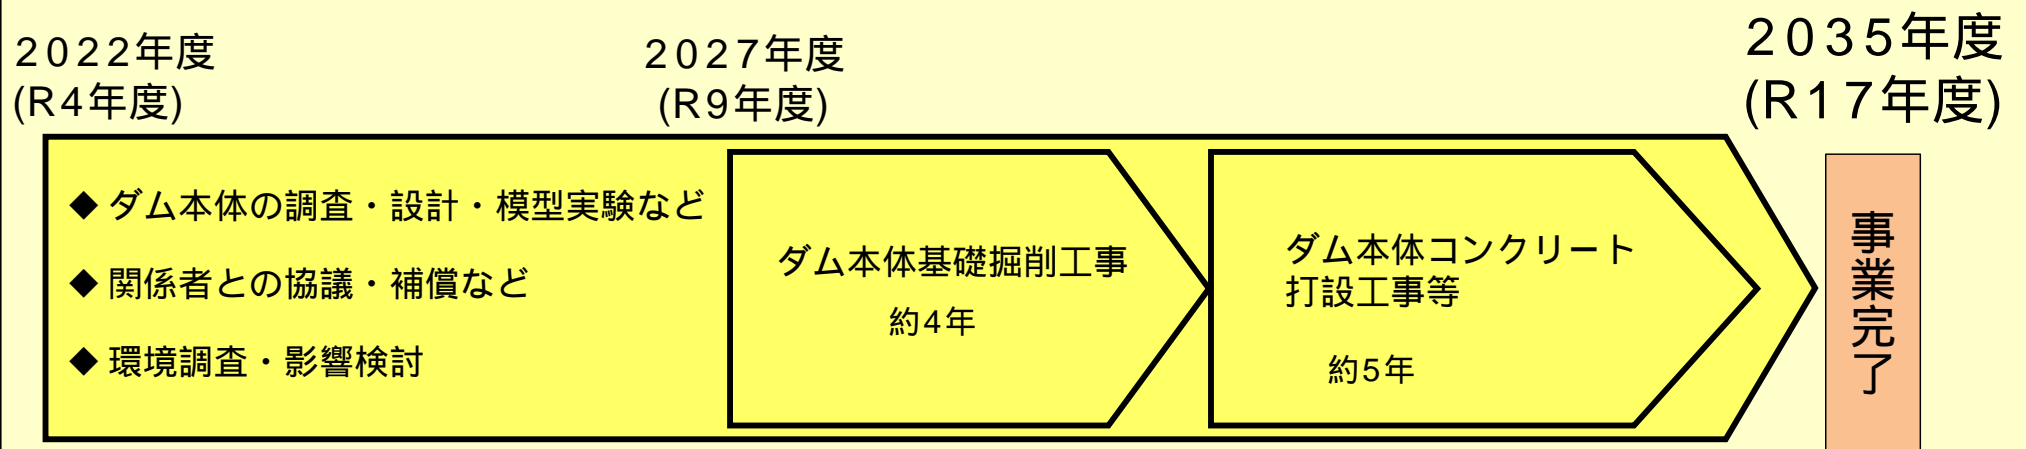 2022年度
(R4年度)
2027年度
(R9年度)
2035年度
(R17年度)
◆ ダム本体の調査・設計・模型実験など
◆ 関係者との協議・補償など
◆ 環境調査・影響検討
ダム本体基礎掘削工事
約4年
ダム本体コンクリート
打設工事等
約5年
事業完了